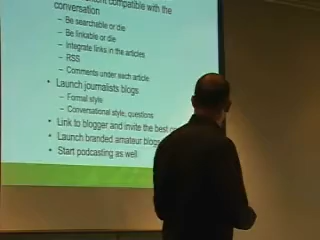 compatible with the
conversation
– Be searchable or die
– Be linkable or die
– Integrate links in the articles
– RSS
– Comments under each article
• Launch journalists blogs
– Formal style
– Conversational style, questions
• Link to blogger and invite the best
• Launch branded amateur blogs
• Start podcasting as well